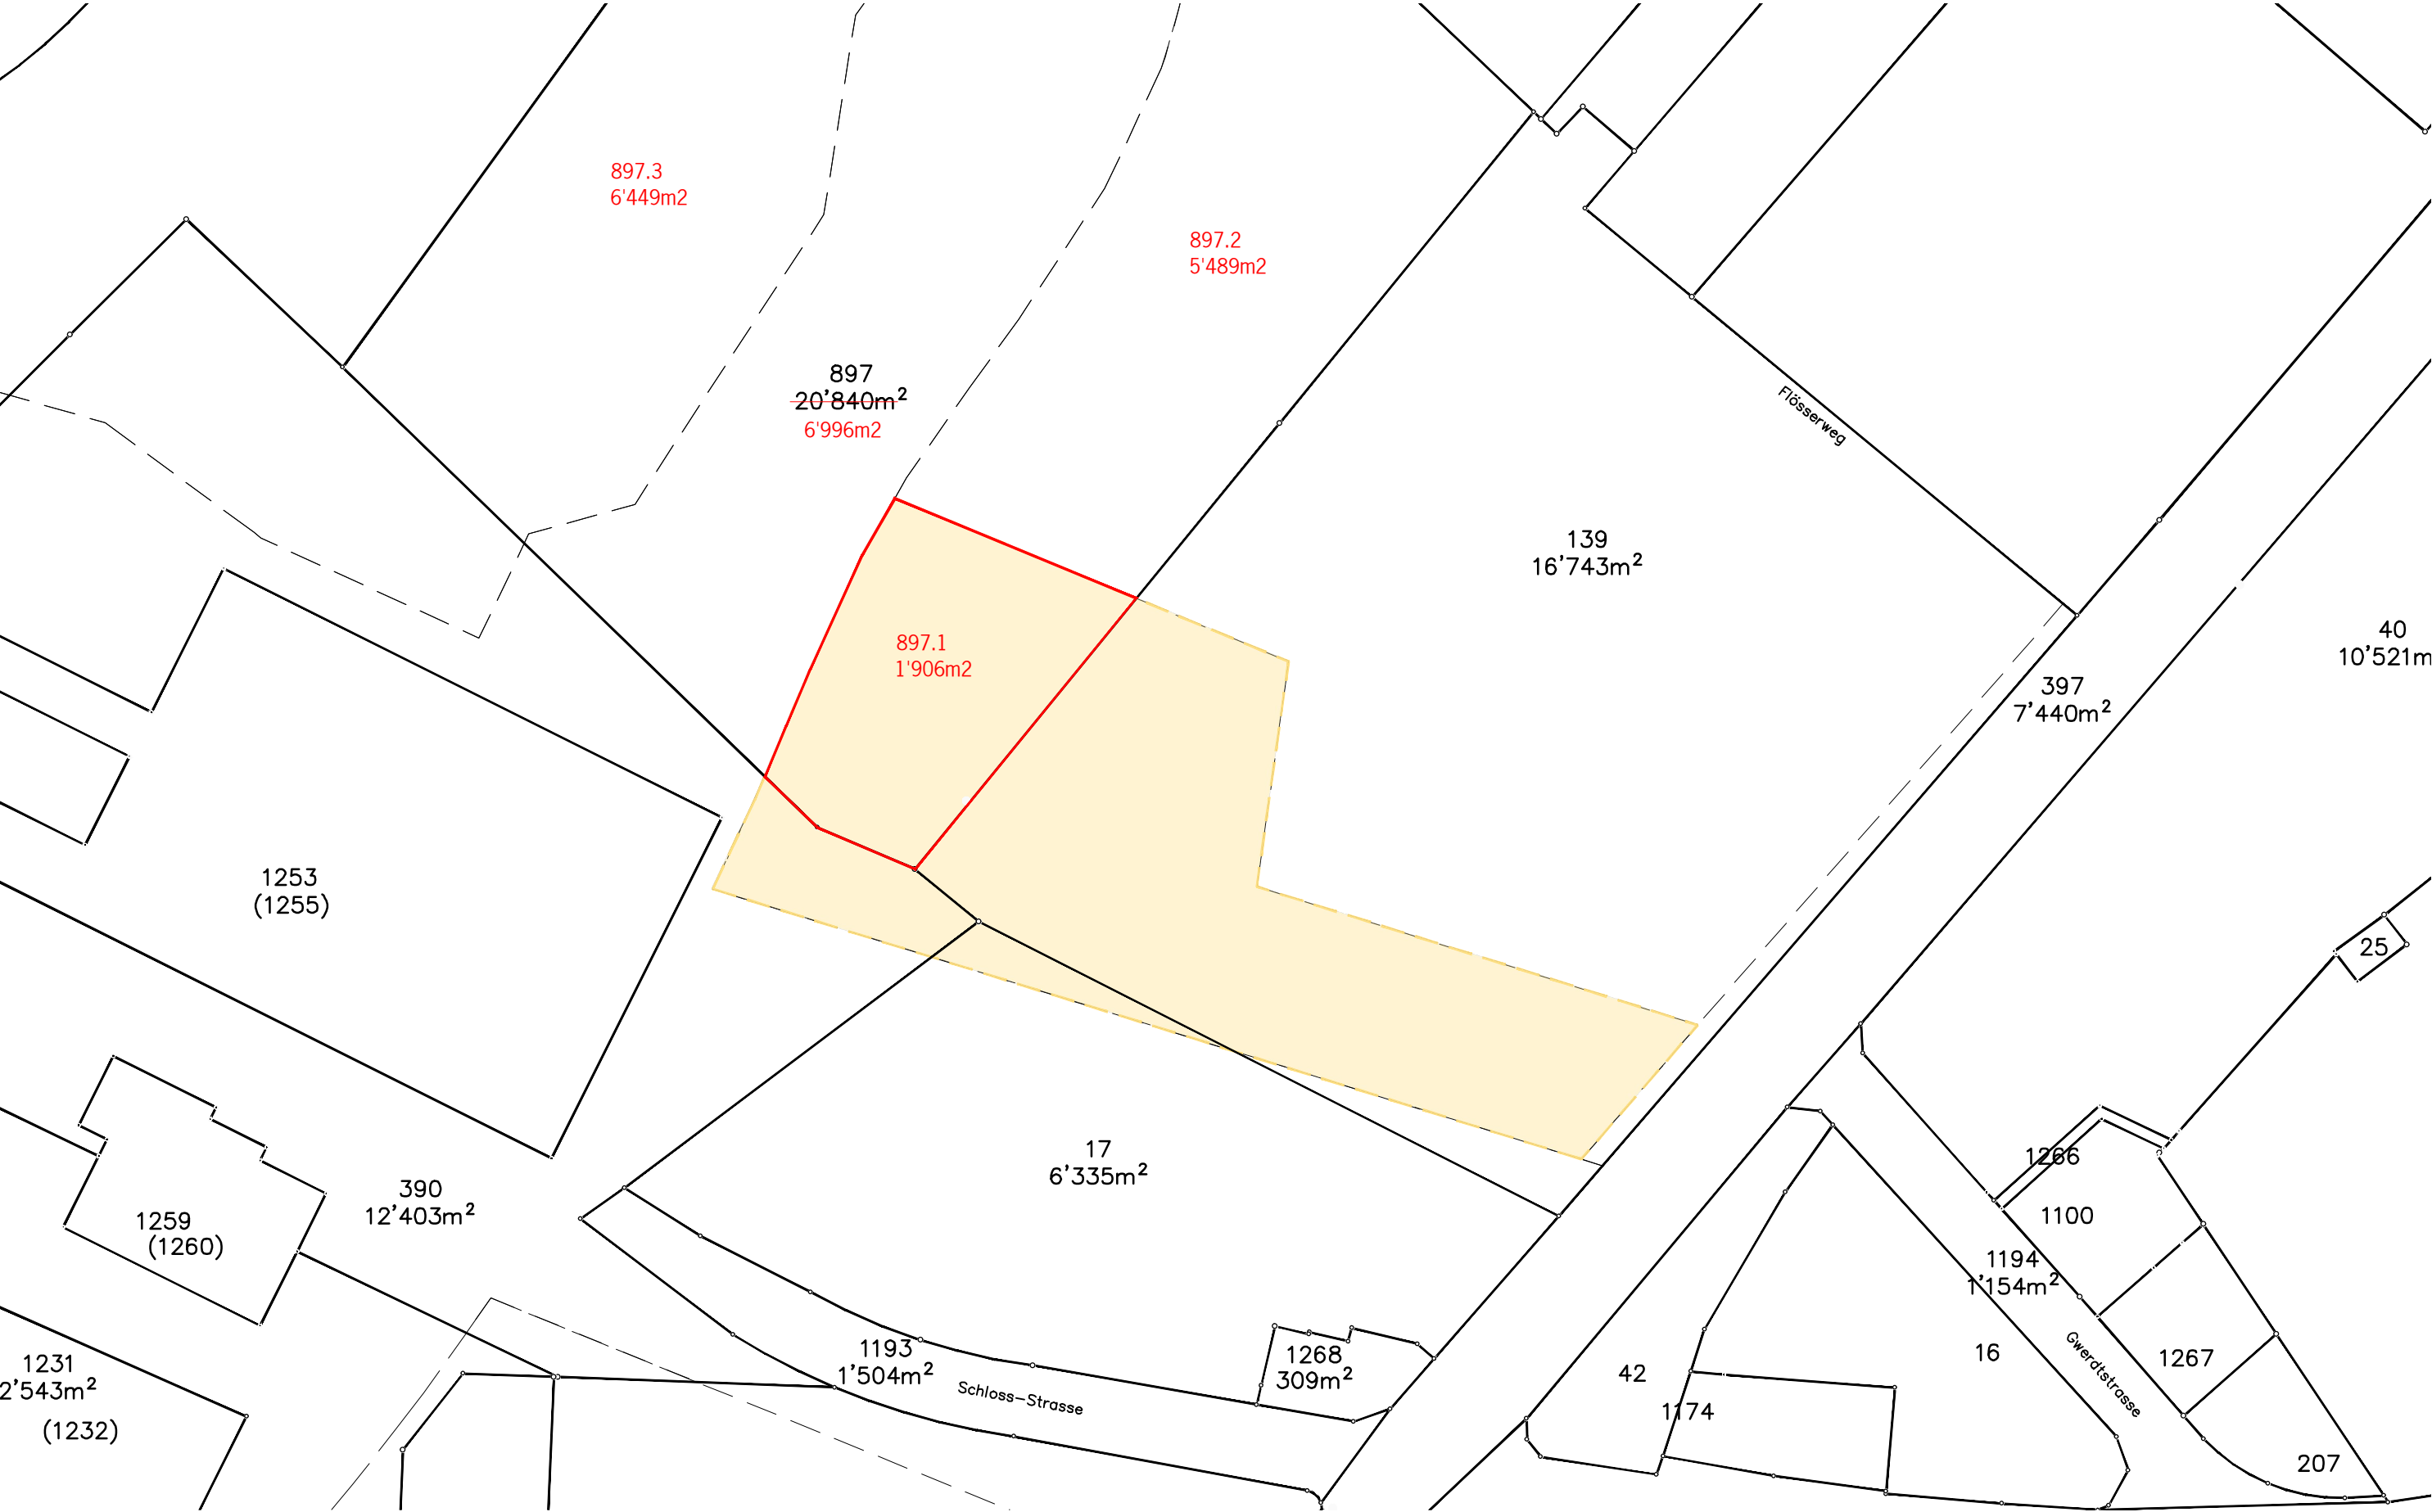 897.3
6'449m2
897.2
5'489m2
897
20'840m²
6'996m2
Flösserweg
139
16'743m²
897.1
1'906m2
40
10'521m
397
7'440m²
1253
(1255)
25
17
6'335m²
1266
390
12'403m²
1259
(1260)
1100
1194
1'154m²
1193
1'504m²
1268
309m²
1231
2'543m²
(1232)
Schloss-Strasse
42
1174
16
Gwerdtstrasse
1267
207